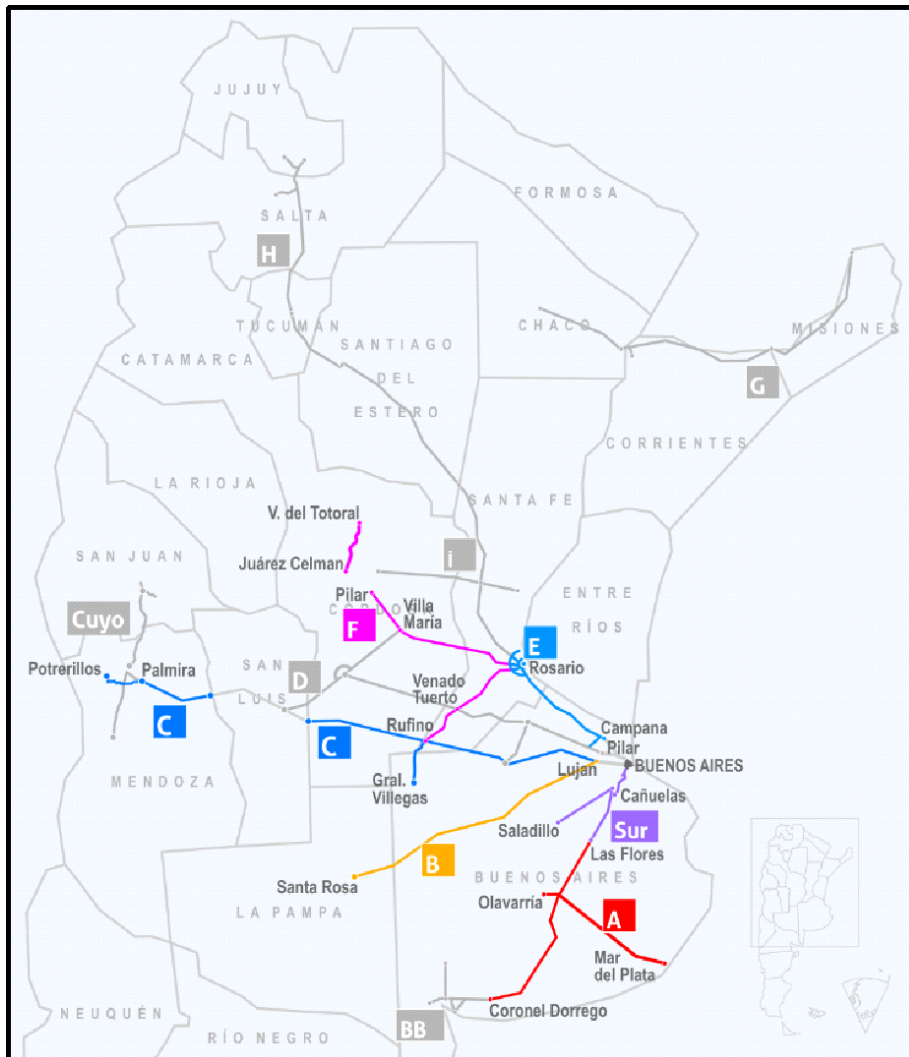 JUJUY
FORMOSA
SALTA
H
CHACO
MISIONES
TUCUMÁN
SANTIAGO
DEL
ESTERO
CATAMARCA
G
CORRIENTES
LA RIOJA
SANTA FE
V. del Totoral
SAN JUAN
Juárez Celman
i
Pilar
ENTRE
RÍOS
Villa
María
CÓRDO
Cuyo
F
E
Rosario
Potrerillos
Palmira
SAN
LUIS
D
Venado
Tuerto
C
C
Rufino
Campana
Pilar
BUENOS AIRES
MENDOZA
Gral.
Villegas
Lujan
Cañuelas
Saladillo
Sur
Las Flores
B
BUENOS AIRES
Santa Rosa
LA PAMPA
Olavarría
A
Mar
del Plata
Coronel Dorrego
NEUQUÉN
RÍO NEGRO
BB